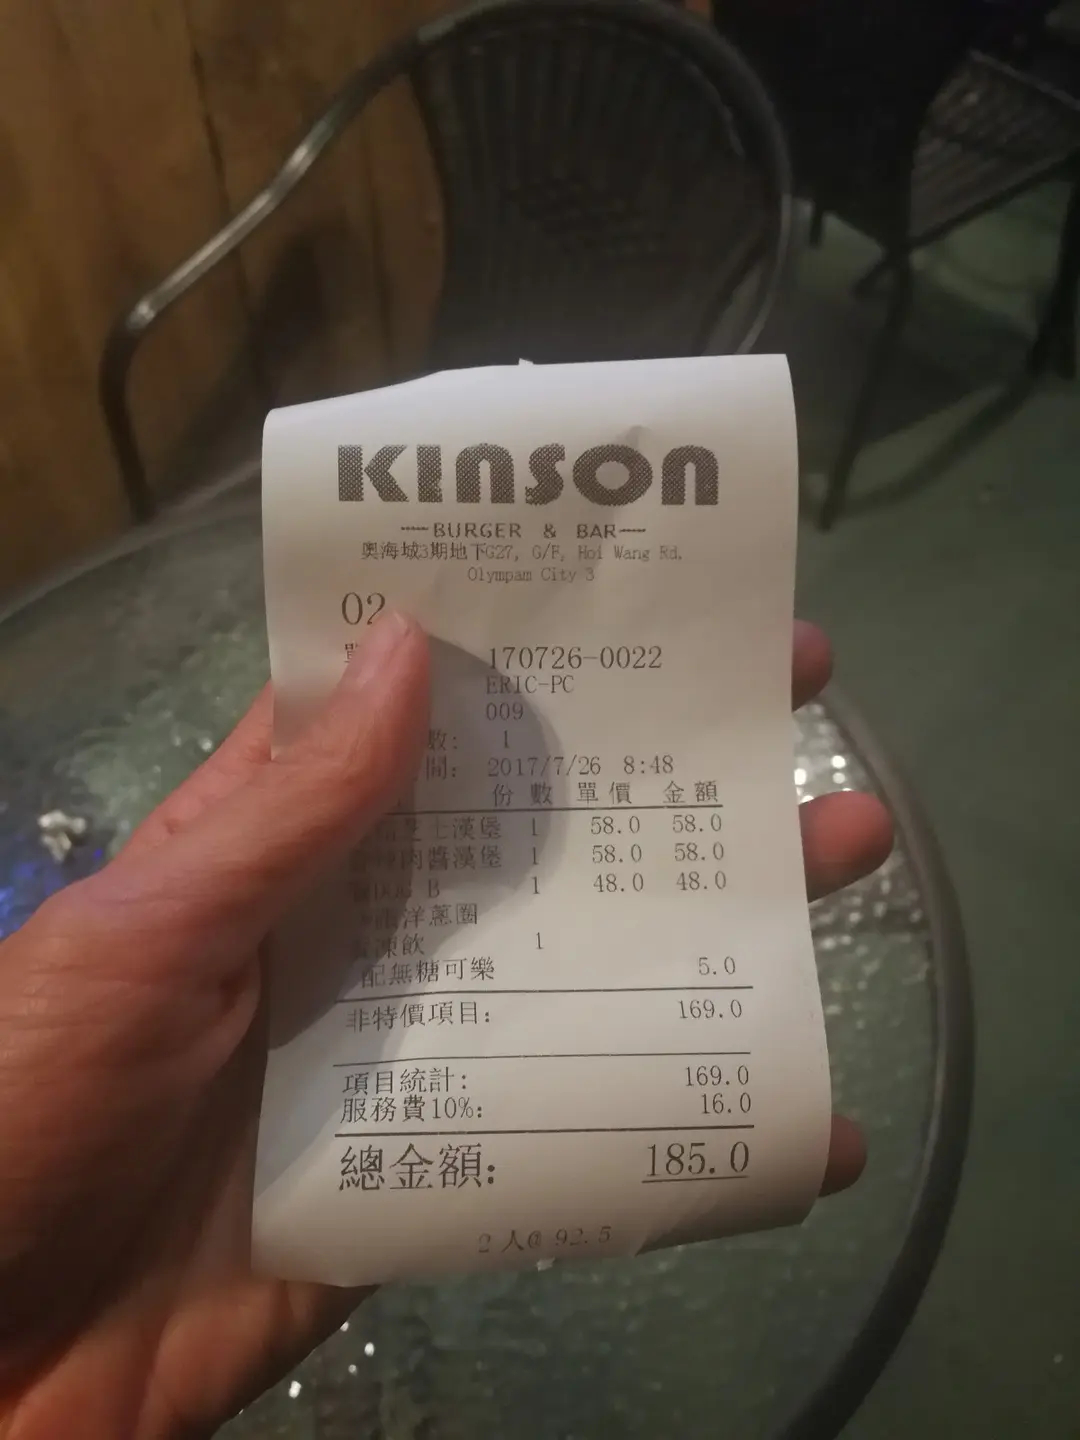 KINSON
BURGER & BAR
奧海城3期地下G27, G/F, Hoi Wang Rd.
Olympam City 3
02
單 170726-0022
ERIC-PC
009
數: 1
間: 2017/7/26 8:48
份數 單價 金額
芝士漢堡 1 58.0 58.0
肉醬漢堡 1 58.0 58.0
B 1 48.0 48.0
洋蔥圈
凍飲 1
配無糖可樂 5.0
非特價項目: 169.0
項目統計: 169.0
服務費10%: 16.0
總金額: 185.0
2 人@ 92.5